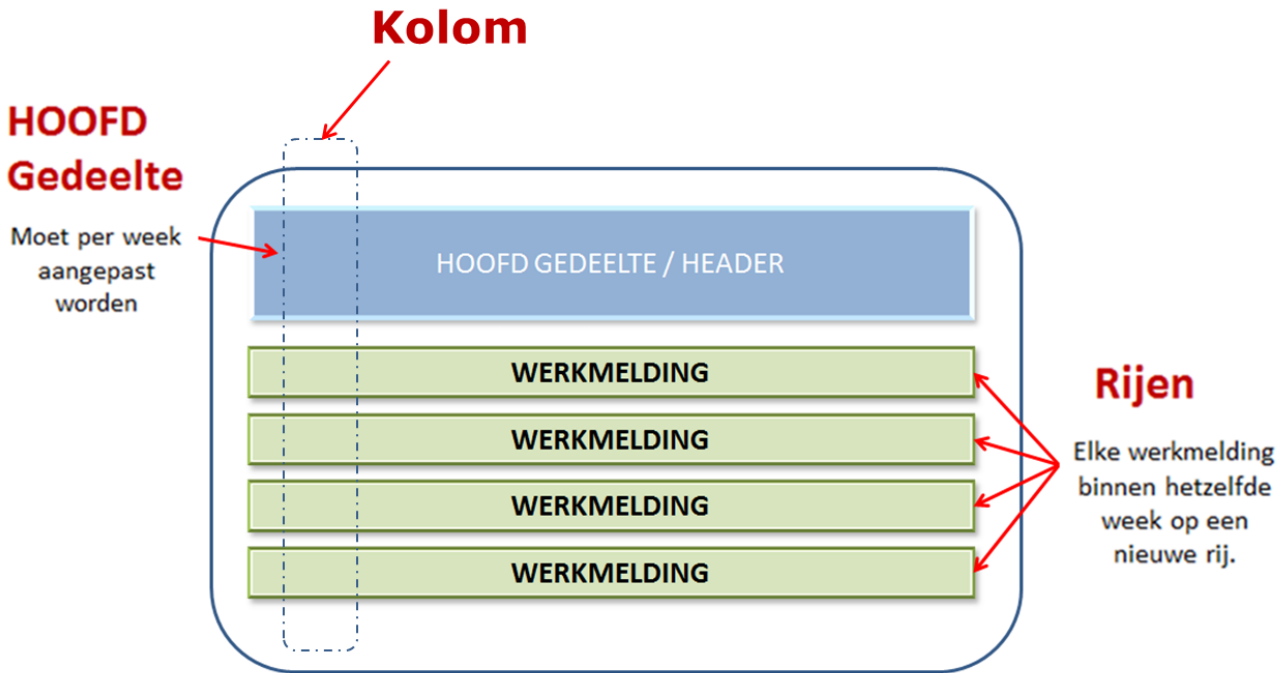 Kolom
HOOFD
Gedeelte
Moet per week
aangepast
worden
HOOFD GEDEELTE / HEADER
WERKMELDING
WERKMELDING
WERKMELDING
WERKMELDING
Rijen
Elke werkmelding
binnen hetzelfde
week op een
nieuwe rij.